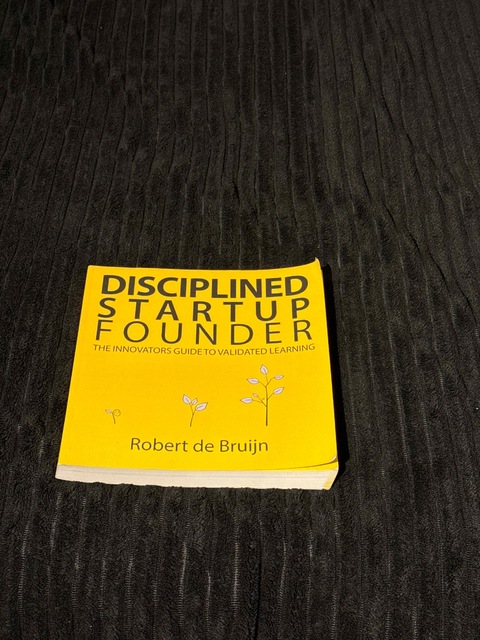 DISCIPLINED
STARTUP
FOUNDER
THE INNOVATORS GUIDE TO VALIDATED LEARNING
Robert de Bruijn